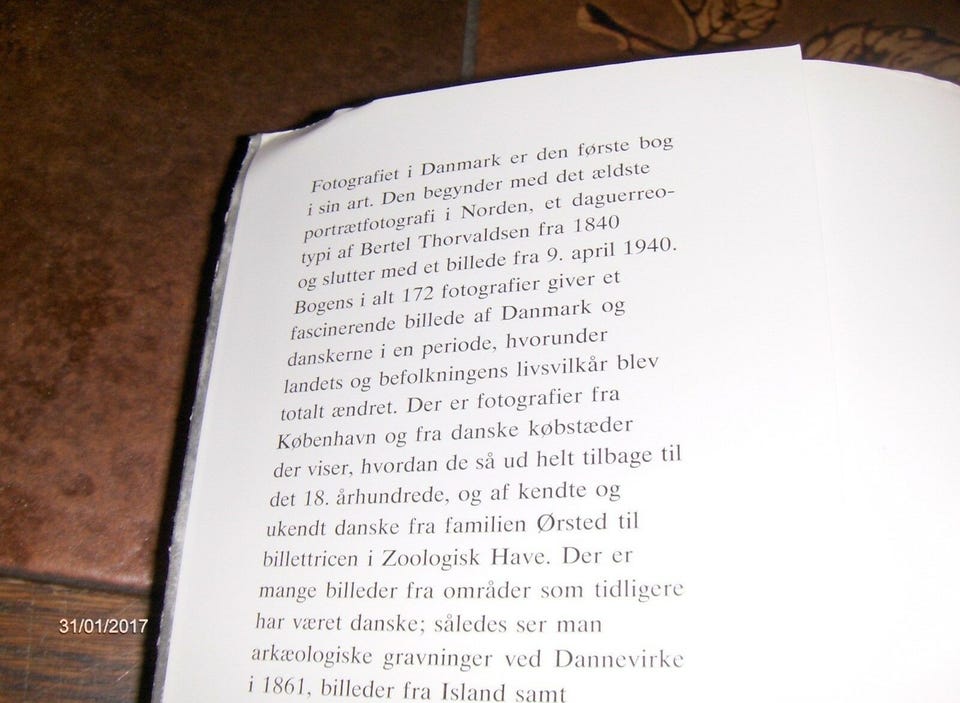 Fotografiet i Danmark er den første bog
i sin art. Den begynder med det ældste
portrætfotografi i Norden, et daguerreo-
typi af Bertel Thorvaldsen fra 1840
og slutter med et billede fra 9. april 1940.
Bogens i alt 172 fotografier giver et
fascinerende billede af Danmark og
danskerne i en periode, hvorunder
landets og befolkningens livsvilkår blev
totalt ændret. Der er fotografier fra
København og fra danske købstæder
der viser, hvordan de så ud helt tilbage til
det 18. århundrede, og af kendte og
ukendt danske fra familien Ørsted til
billettricen i Zoologisk Have. Der er
mange billeder fra områder som tidligere
har været danske; således ser man
arkæologiske gravninger ved Dannevirke
i 1861, billeder fra Island samt
31/01/2017